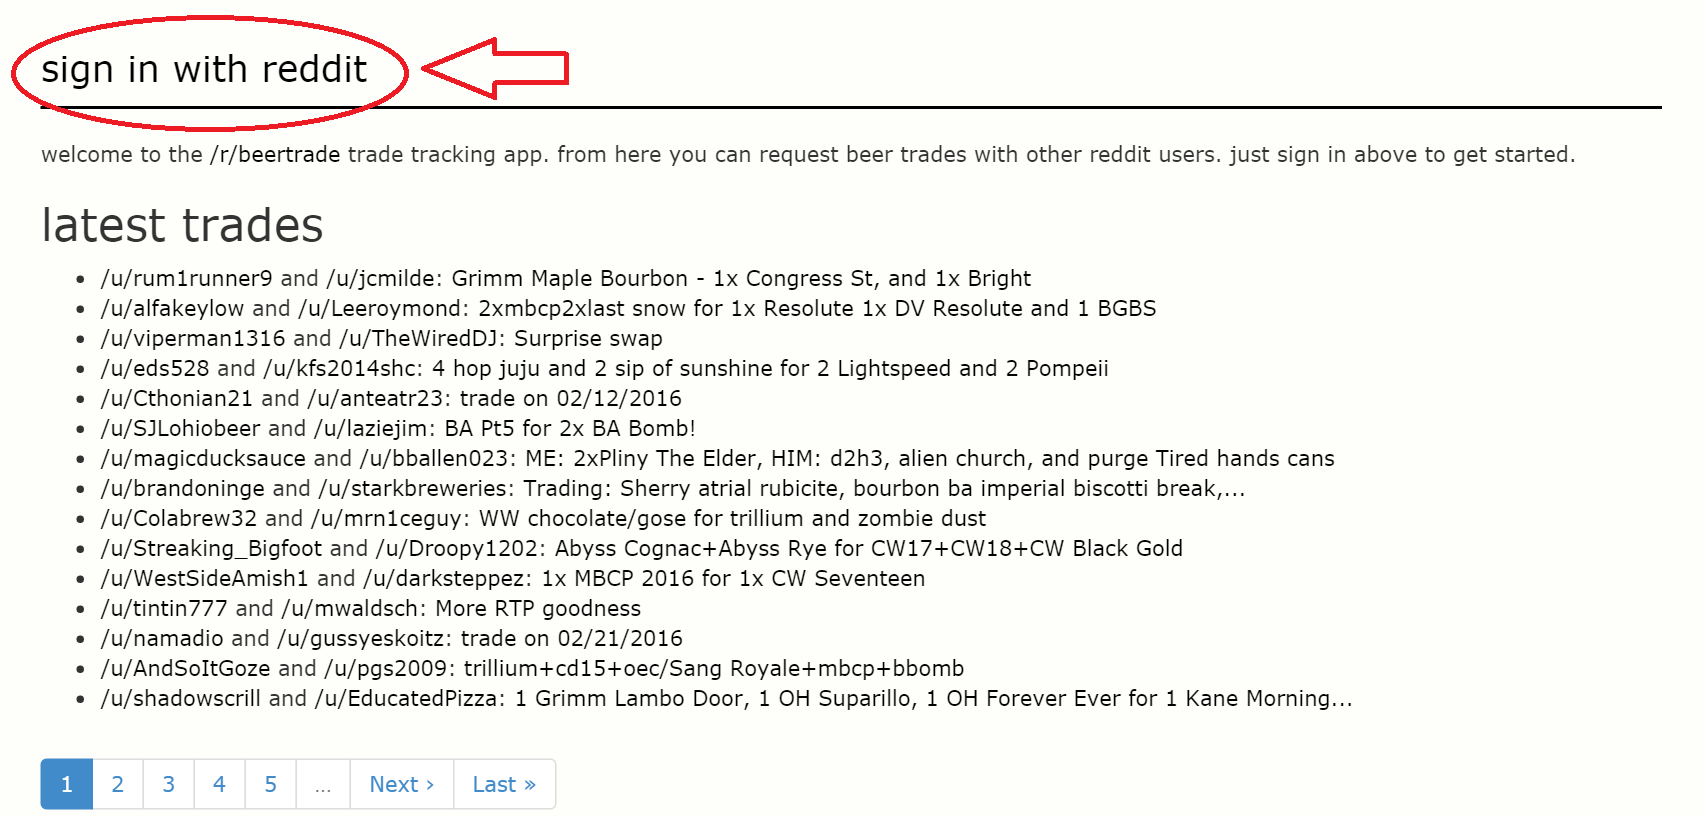 sign in with reddit
welcome to the /r/beertrade trade tracking app. from here you can request beer trades with other reddit users. just sign in above to get started.
latest trades
/u/rum1runner9 and /u/jcmilde: Grimm Maple Bourbon - 1x Congress St, and 1x Bright
/u/alfakeylow and /u/Leeroymond: 2xmbcp2xlast snow for 1x Resolute 1x DV Resolute and 1 BGBS
/u/viperman1316 and /u/TheWiredDJ: Surprise swap
/u/eds528 and /u/kfs2014shc: 4 hop juju and 2 sip of sunshine for 2 Lightspeed and 2 Pompeii
/u/Cthonian21 and /u/anteatr23: trade on 02/12/2016
/u/SJLohiobeer and /u/laziejim: BA Pt5 for 2x BA Bomb!
/u/magicducksauce and /u/bballen023: ME: 2xPliny The Elder, HIM: d2h3, alien church, and purge Tired hands cans
/u/brandoninge and /u/starkbreweries: Trading: Sherry atrial rubicite, bourbon ba imperial biscotti break,...
/u/Colabrew32 and /u/mrn1ceguy: WW chocolate/gose for trillium and zombie dust
/u/Streaking_Bigfoot and /u/Droopy1202: Abyss Cognac+Abyss Rye for CW17+CW18+CW Black Gold
/u/WestSideAmish1 and /u/darksteppez: 1x MBCP 2016 for 1x CW Seventeen
/u/tintin777 and /u/mwaldsch: More RTP goodness
/u/namadio and /u/gussyeskoitz: trade on 02/21/2016
/u/AndSoItGoze and /u/pgs2009: trillium+cd15+oec/Sang Royale+mbcp+bbomb
/u/shadowscrill and /u/EducatedPizza: 1 Grimm Lambo Door, 1 OH Suparillo, 1 OH Forever Ever for 1 Kane Morning...
1 2 3 4 5 ... Next › Last »